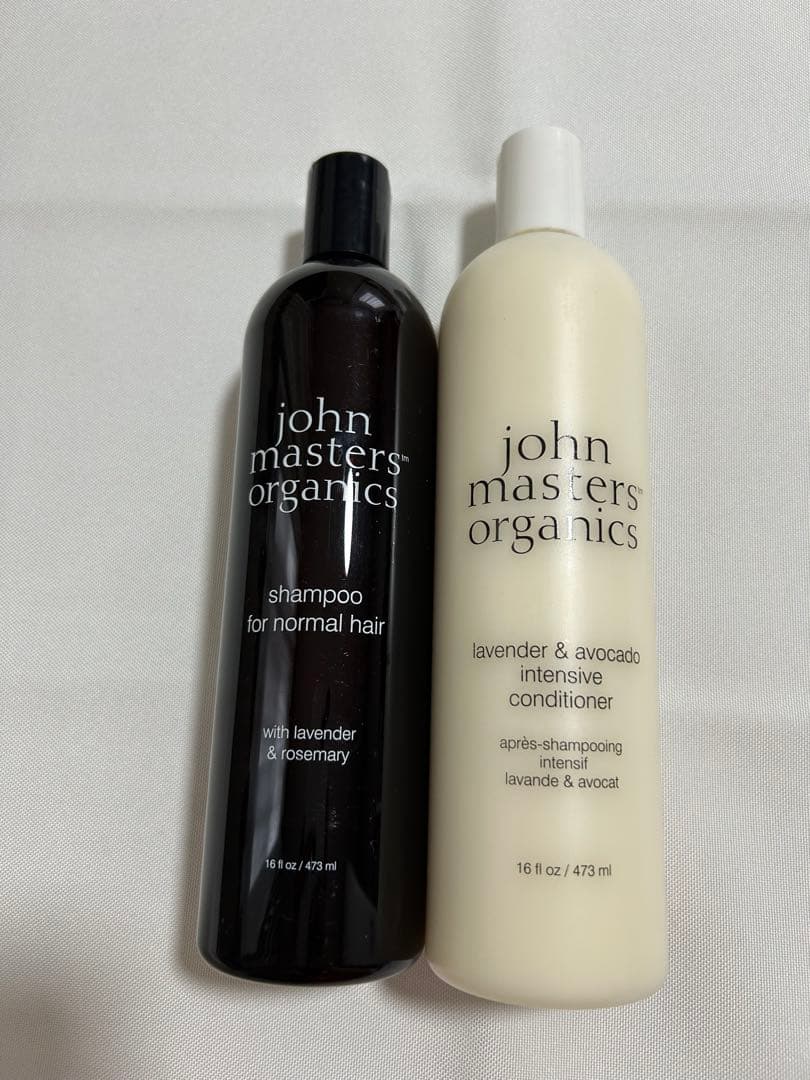 john
masters™
organics
shampoo
for normal hair
with lavender
& rosemary
16 fl oz / 473 ml
john
masters™
organics
lavender & avocado
intensive
conditioner
après-shampooing
intensif
lavande & avocat
16 fl oz / 473 ml